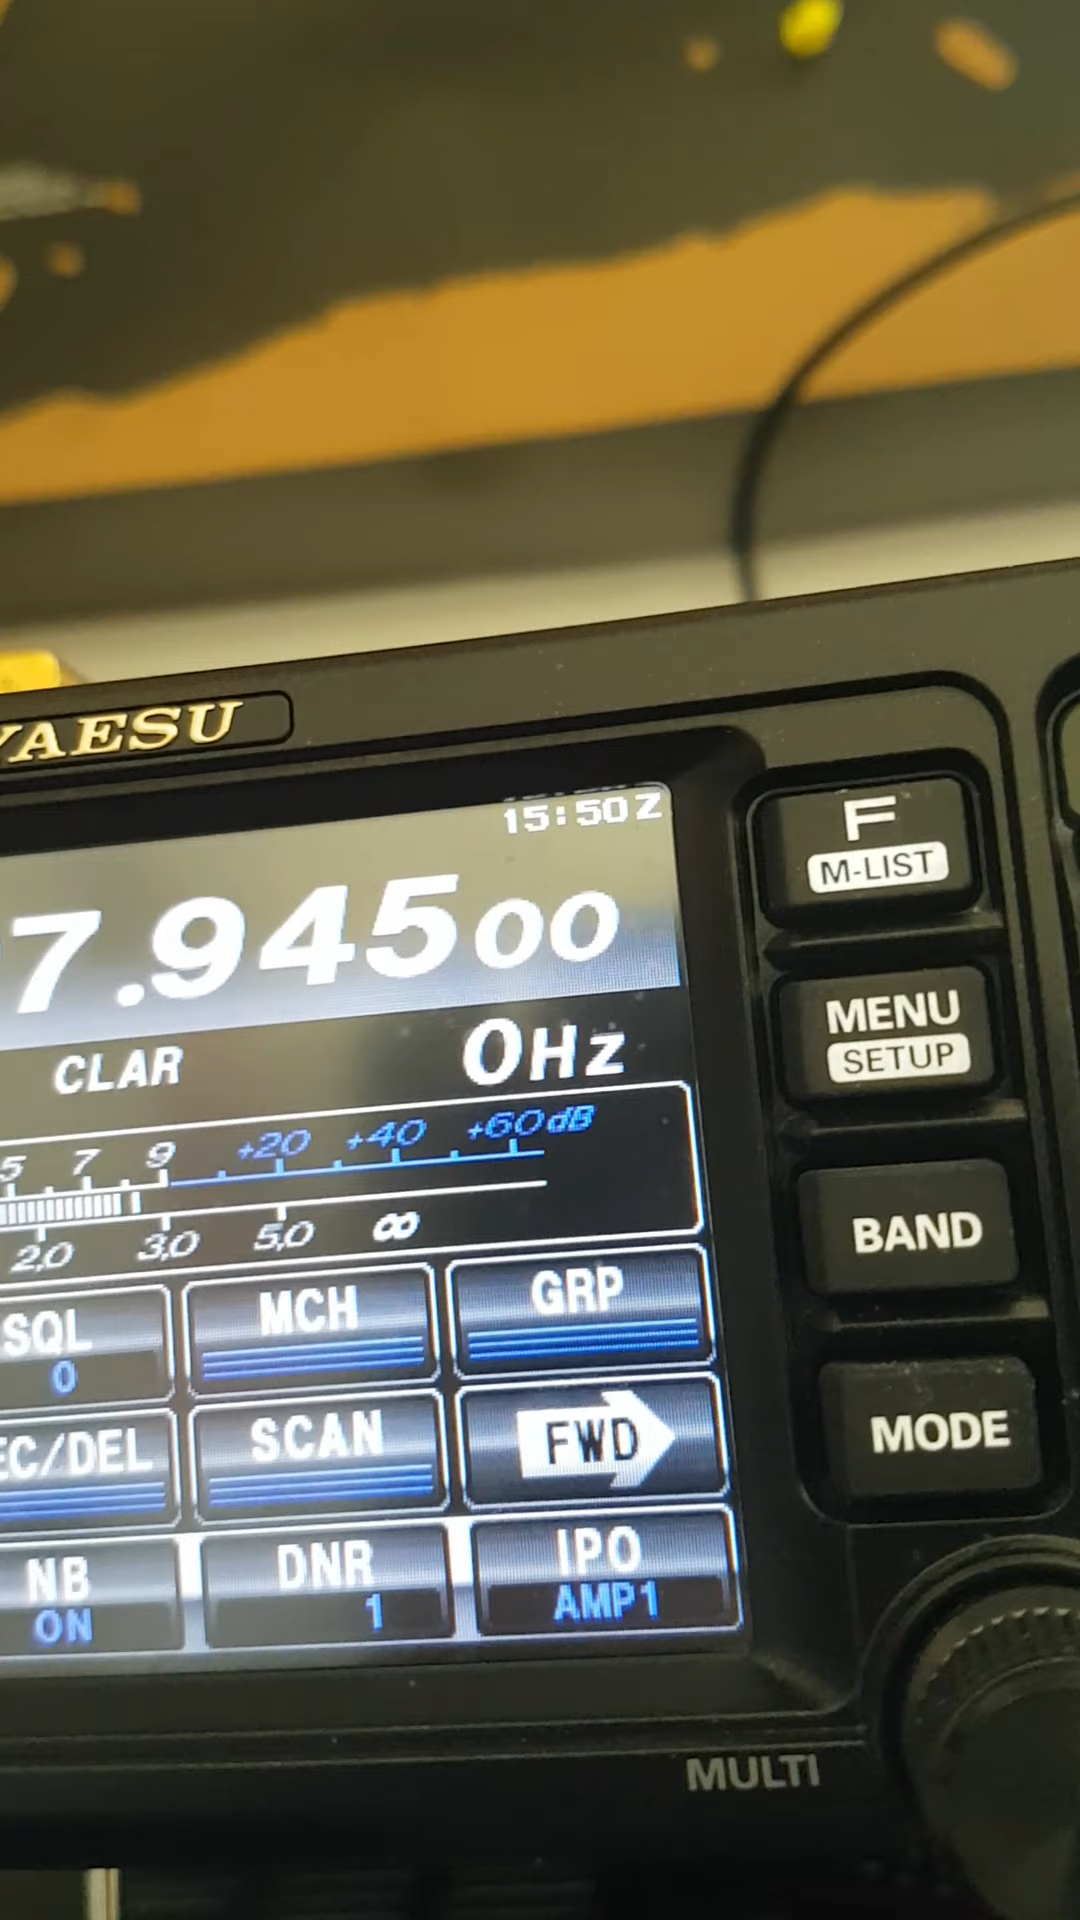 YAESU
15:50Z
7.94500
CLAR 0Hz
5 7 9 +20 +40 +60dB
2,0 3,0 5,0 ∞
SQL MCH GRP
0
EC/DEL SCAN FWD
NB DNR IPO
ON 1 AMP1
F
M-LIST
MENU
SETUP
BAND
MODE
MULTI